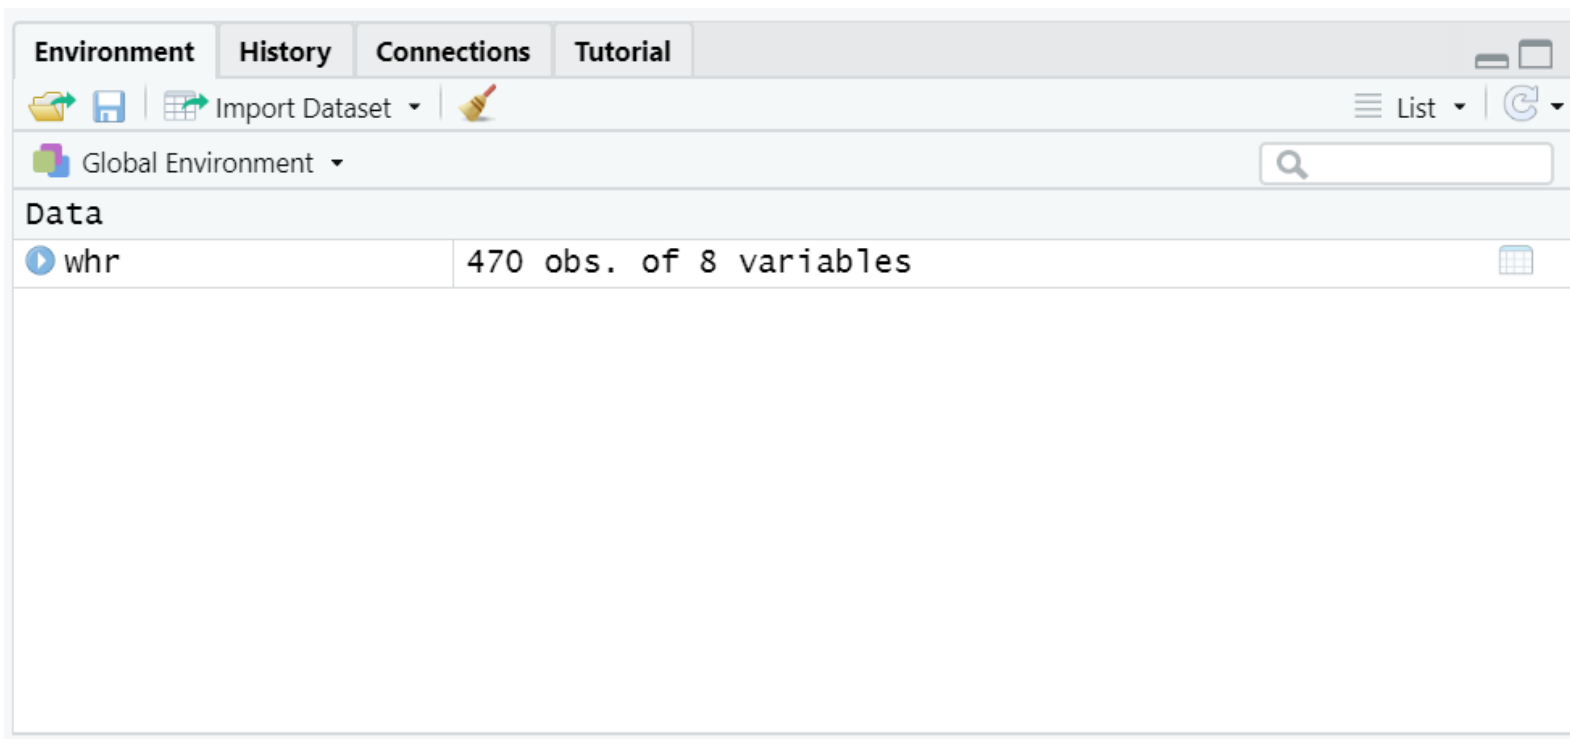 Environment History Connections Tutorial
Import Dataset List
Global Environment
Data
whr 470 obs. of 8 variables